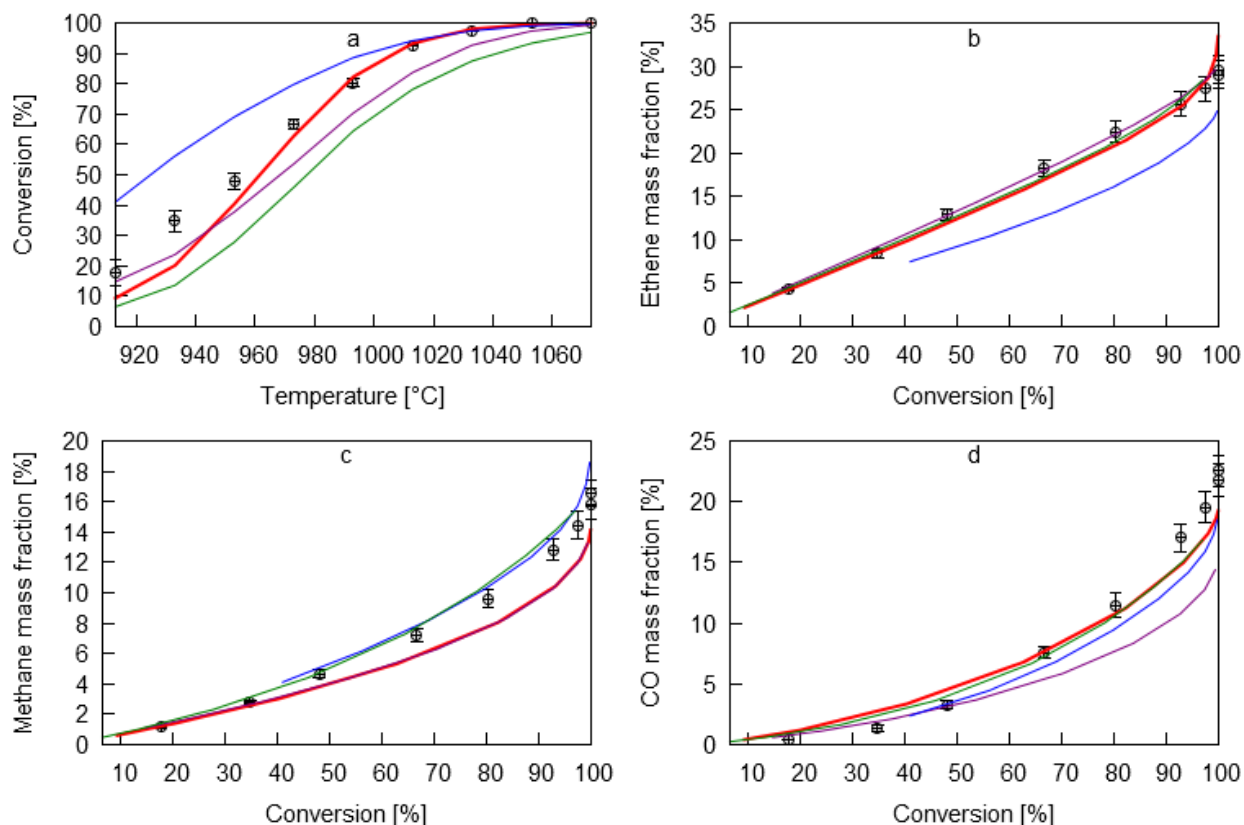 a
100
90
80
70
60
50
40
30
20
10
0
Conversion [%]
920 940 960 980 1000 1020 1040 1060
Temperature [°C]
b
35
30
25
20
15
10
5
0
Ethene mass fraction [%]
10 20 30 40 50 60 70 80 90 100
Conversion [%]
c
20
18
16
14
12
10
8
6
4
2
0
Methane mass fraction [%]
10 20 30 40 50 60 70 80 90 100
Conversion [%]
d
25
20
15
10
5
0
CO mass fraction [%]
10 20 30 40 50 60 70 80 90 100
Conversion [%]